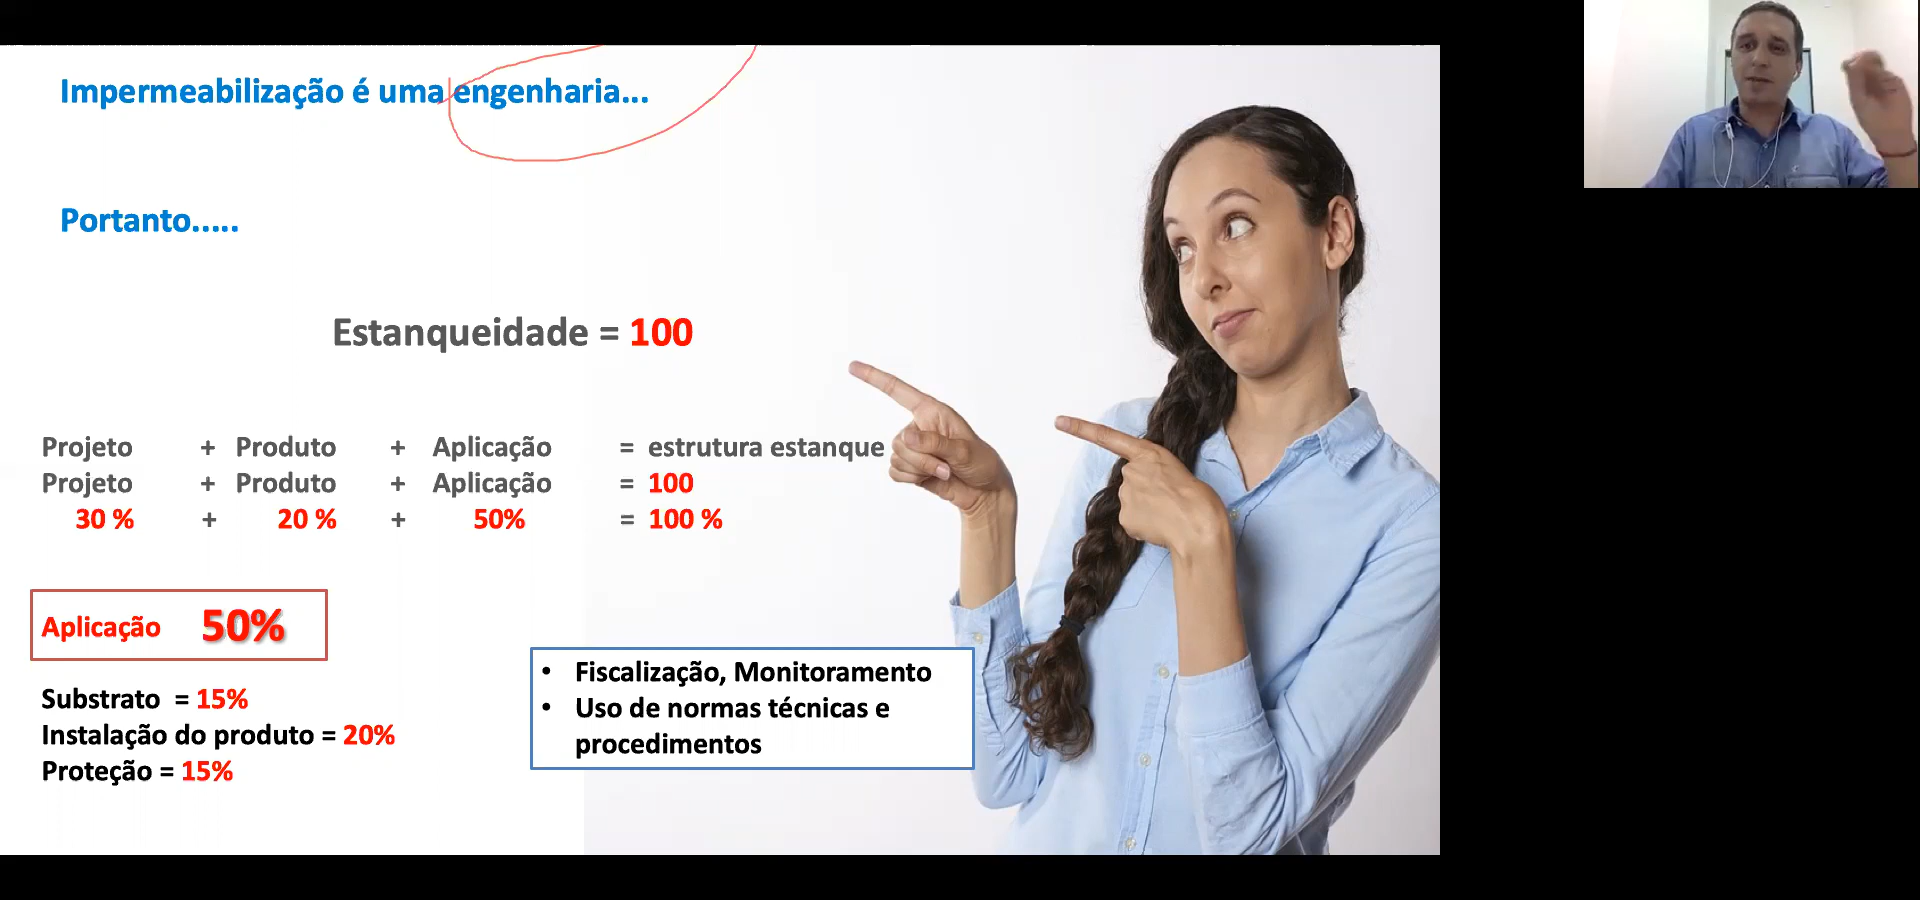 Impermeabilização é uma engenharia...
Portanto.....
Estanqueidade = 100
Projeto + Produto + Aplicação = estrutura estanque
Projeto + Produto + Aplicação = 100
30 % + 20 % + 50% = 100 %
Aplicação 50%
Substrato = 15%
Instalação do produto = 20%
Proteção = 15%
• Fiscalização, Monitoramento
• Uso de normas técnicas e
procedimentos